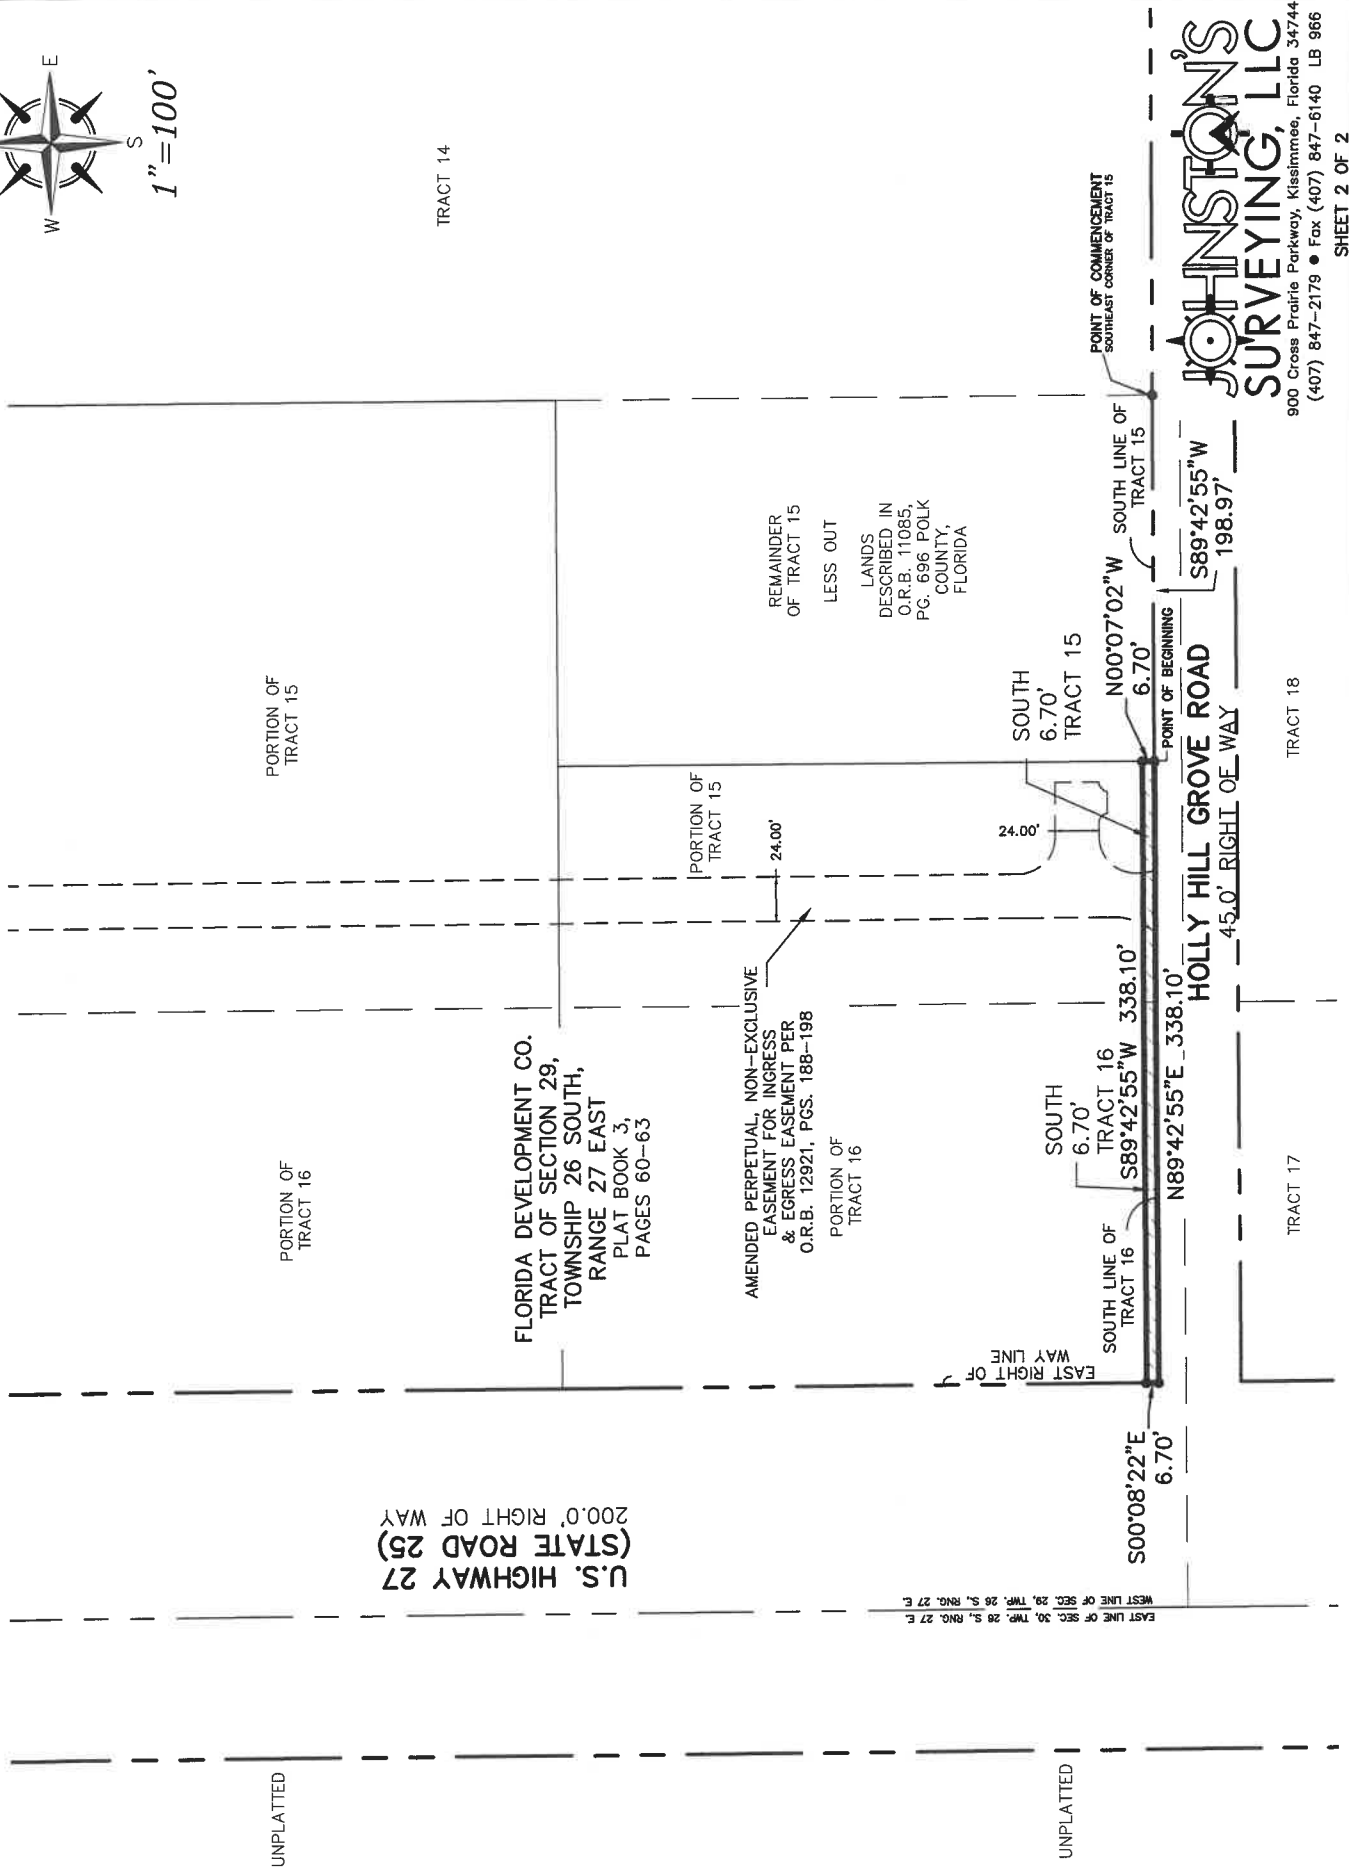 E
S
W
1"=100'
TRACT 14
PORTION OF
TRACT 15
PORTION OF
TRACT 16
FLORIDA DEVELOPMENT CO.
TRACT OF SECTION 29,
TOWNSHIP 26 SOUTH,
RANGE 27 EAST
PLAT BOOK 3,
PAGES 60-63
U.S. HIGHWAY 27
(STATE ROAD 25)
200.0' RIGHT OF WAY
UNPLATTED
REMAINDER
OF TRACT 15
LESS OUT
LANDS
DESCRIBED IN
O.R.B. 11085,
PG. 696 POLK
COUNTY,
FLORIDA
PORTION OF
TRACT 15
24.00'
AMENDED PERPETUAL, NON-EXCLUSIVE
EASEMENT FOR INGRESS
& EGRESS EASEMENT PER
O.R.B. 12921, PGS. 188-198
PORTION OF
TRACT 16
24.00'
SOUTH
6.70'
TRACT 15
EAST RIGHT OF
WAY LINE
WEST LINE OF SEC. 29, TWP. 26 S., RNG. 27 E.
EAST LINE OF SEC. 30, TWP. 26 S., RNG. 27 E.
UNPLATTED
POINT OF COMMENCEMENT
SOUTHEAST CORNER OF TRACT 15
SOUTH LINE OF
TRACT 15
N00°07'02"W
6.70'
POINT OF BEGINNING
S89°42'55"W
198.97'
SOUTH
6.70'
TRACT 16
S89°42'55"W 338.10'
SOUTH LINE OF
TRACT 16
N89°42'55"E 338.10'
S00°08'22"E
6.70'
HOLLY HILL GROVE ROAD
45.0' RIGHT OF WAY
TRACT 18
TRACT 17
JOHNSTON'S
SURVEYING, LLC
900 Cross Prairie Parkway, Kissimmee, Florida 34744
(407) 847-2179 ● Fax (407) 847-6140 LB 966
SHEET 2 OF 2